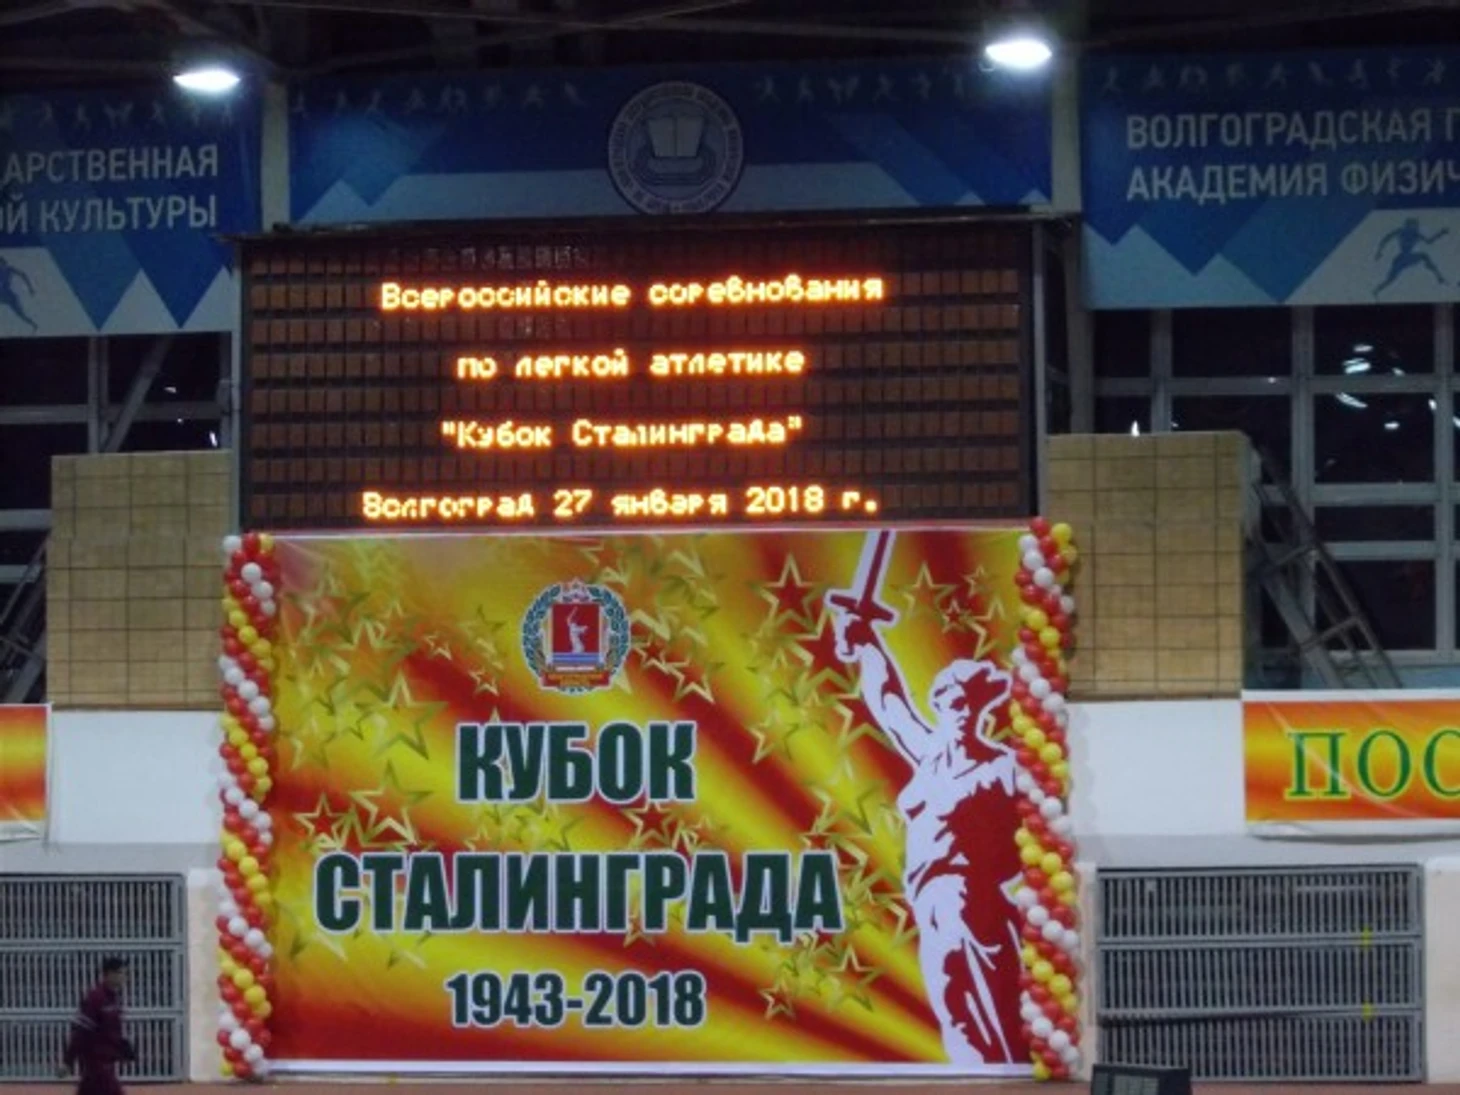 АРСТВЕННАЯ
ОЙ КУЛЬТУРЫ
ВОЛГОГРАДСКАЯ Г
АКАДЕМИЯ ФИЗИЧ
Всероссийские соревнования
по легкой атлетике
"Кубок Сталинграда"
Волгоград 27 января 2018 г.
КУБОК
СТАЛИНГРАДА
1943-2018
ПОС